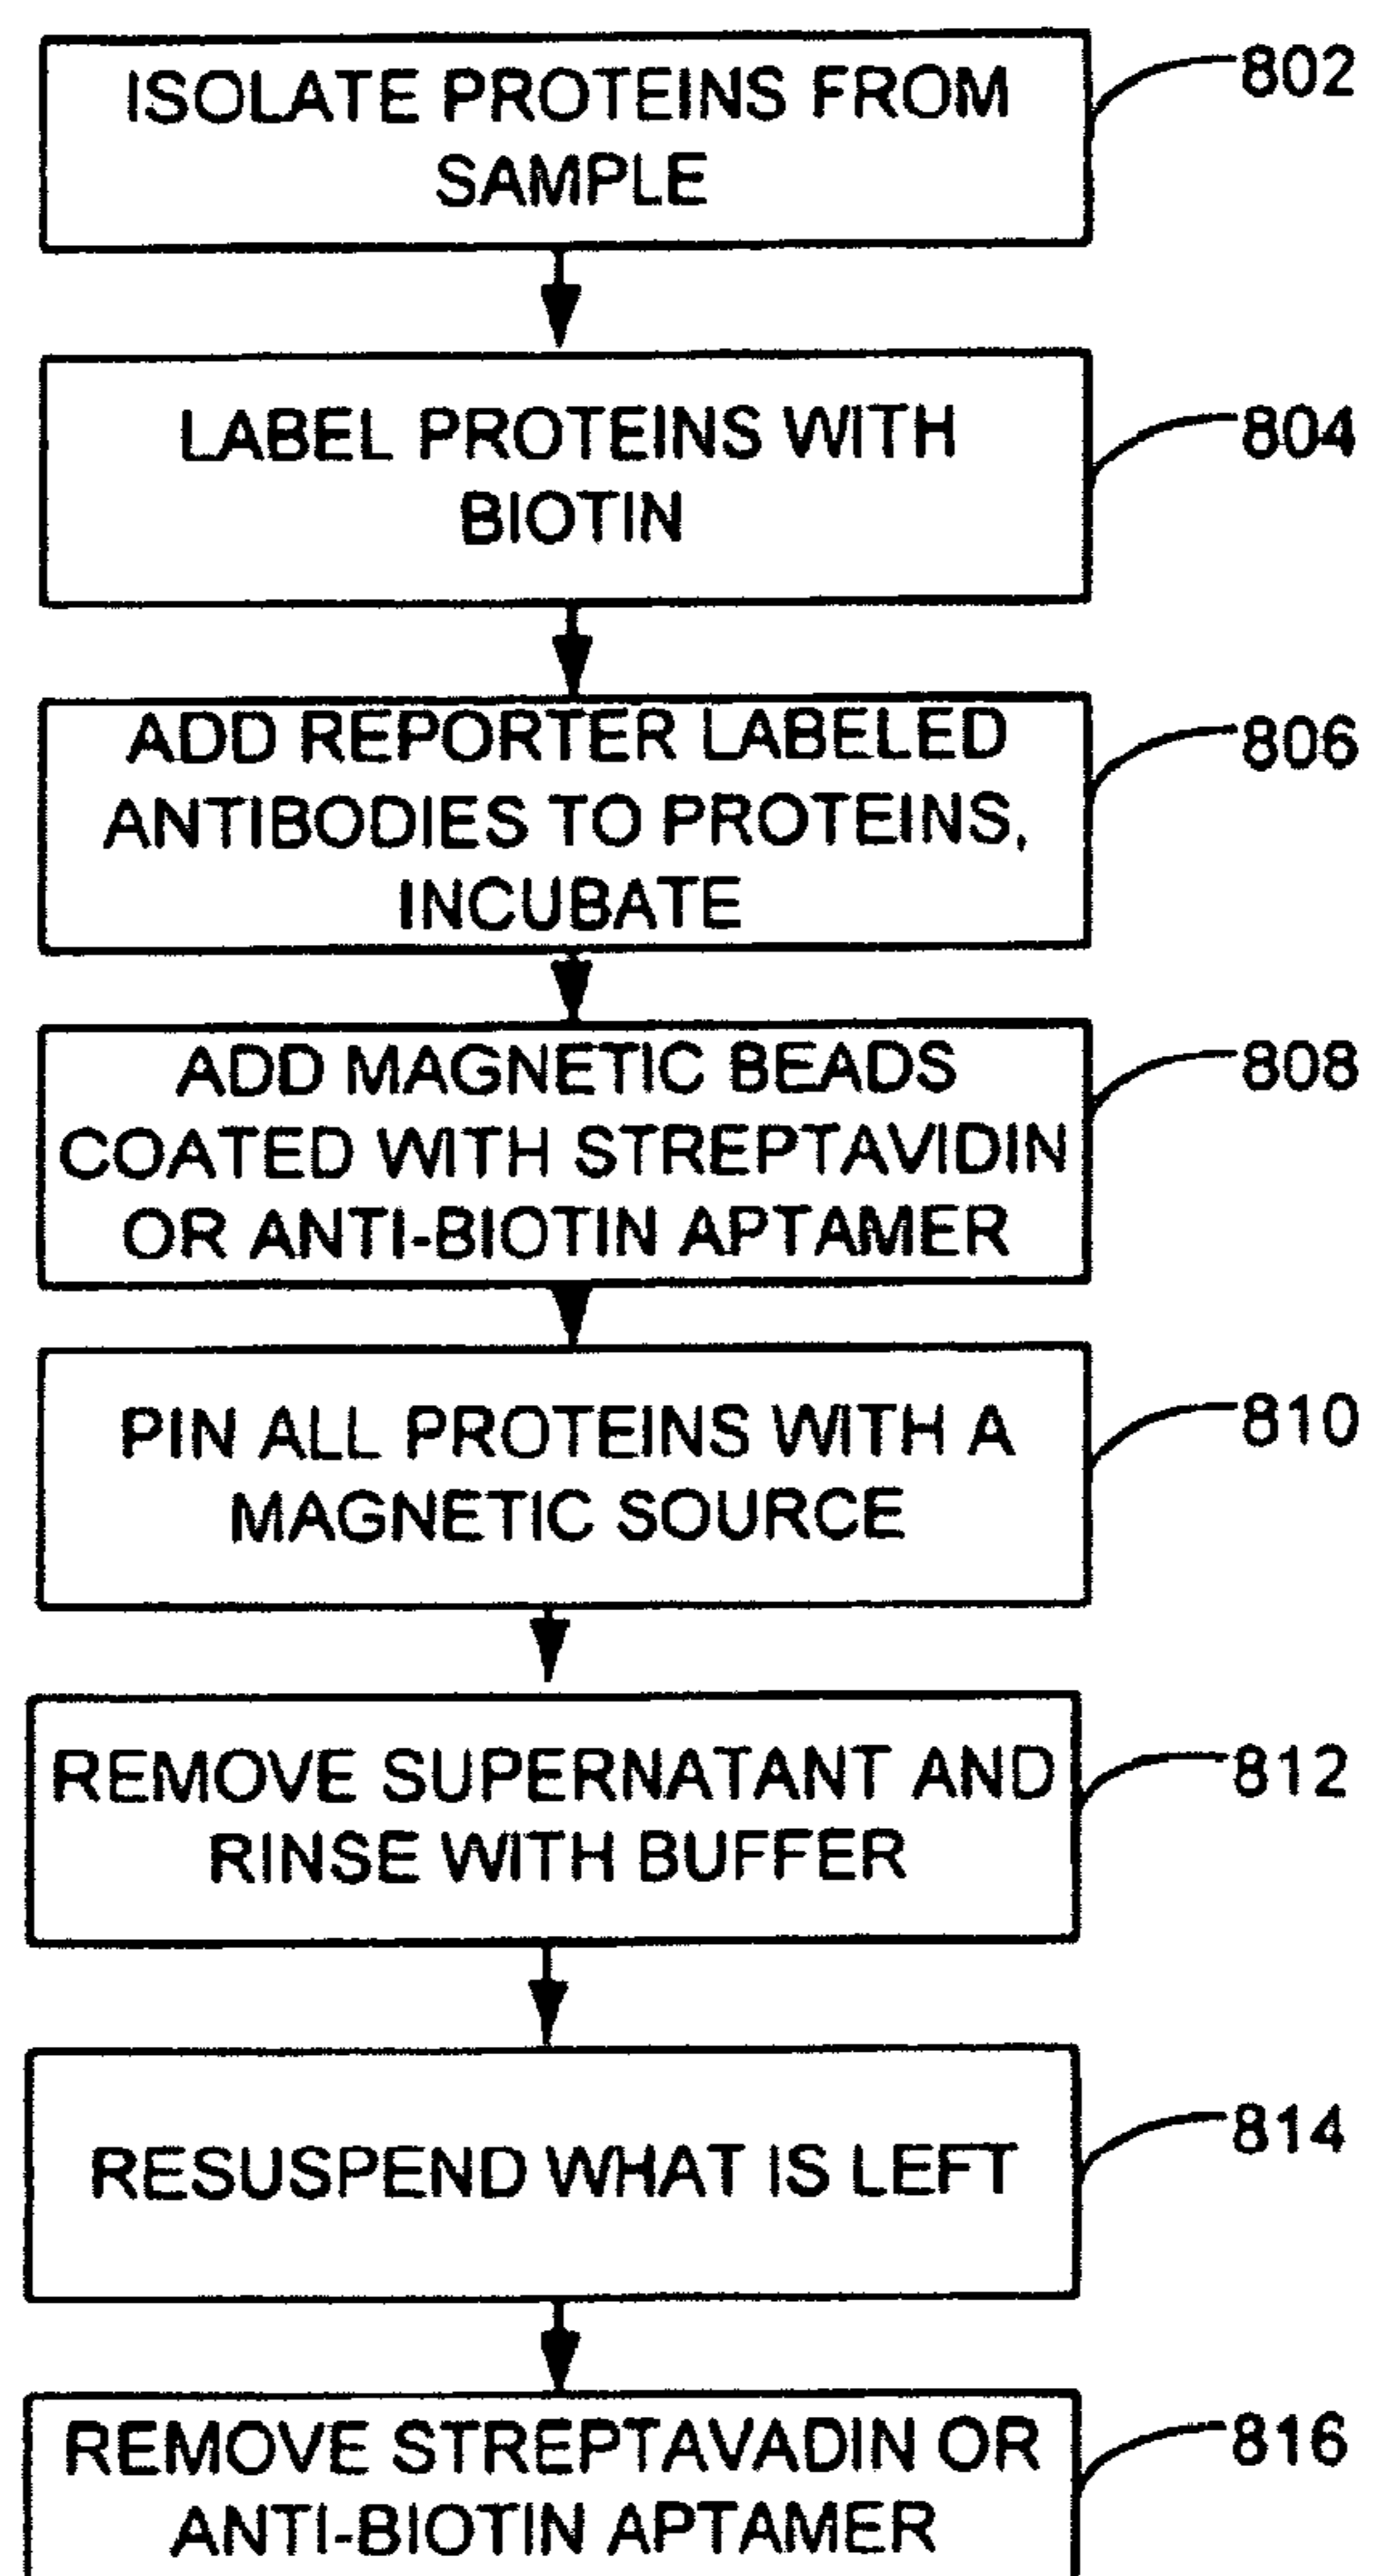 ISOLATE PROTEINS FROM
SAMPLE
802
LABEL PROTEINS WITH
BIOTIN
804
ADD REPORTER LABELED
ANTIBODIES TO PROTEINS,
INCUBATE
806
ADD MAGNETIC BEADS
COATED WITH STREPTAVIDIN
OR ANTI-BIOTIN APTAMER
808
PIN ALL PROTEINS WITH A
MAGNETIC SOURCE
810
REMOVE SUPERNATANT AND
RINSE WITH BUFFER
812
RESUSPEND WHAT IS LEFT
814
REMOVE STREPTAVADIN OR
ANTI-BIOTIN APTAMER
816